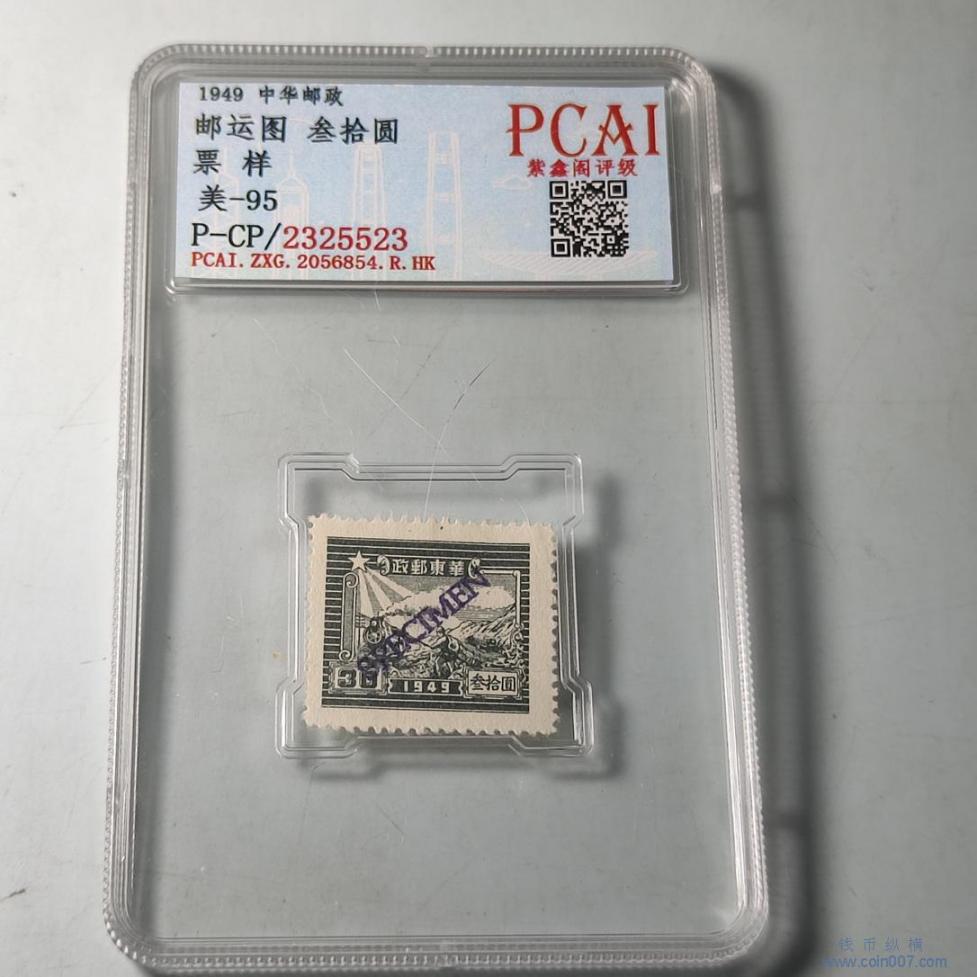 1949 中华邮政
邮运图 叁拾圆
票 样
美-95
P-CP/2325523
PCAI.ZXG.2056854.R.HK
PCAI
紫鑫阁评级
政郵東華
SPECIMEN
30
1949
叁拾圆
钱币纵横
www.coin007.com